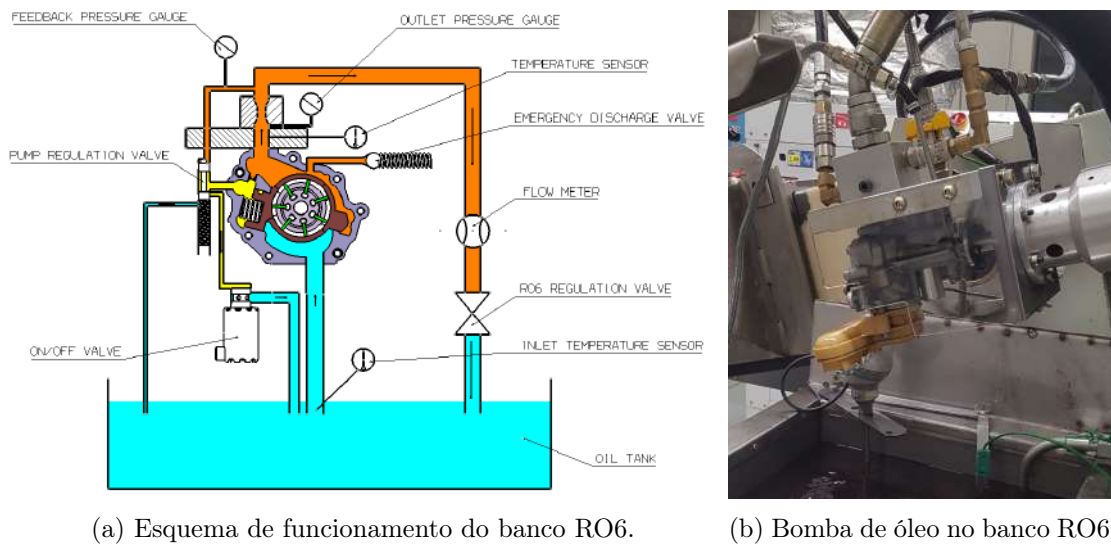 FEEDBACK PRESSURE GAUGE
OUTLET PRESSURE GAUGE
TEMPERATURE SENSOR
EMERGENCY DISCHARGE VALVE
PUMP REGULATION VALVE
FLOW METER
RO6 REGULATION VALVE
ON/OFF VALVE
INLET TEMPERATURE SENSOR
OIL TANK
(a) Esquema de funcionamento do banco RO6.
(b) Bomba de óleo no banco RO6